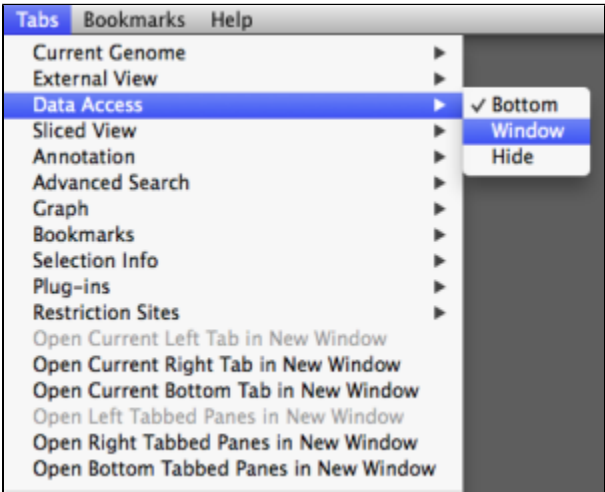 Tabs Bookmarks Help
Current Genome
External View
Data Access
✓ Bottom
Window
Hide
Sliced View
Annotation
Advanced Search
Graph
Bookmarks
Selection Info
Plug-ins
Restriction Sites
Open Current Left Tab in New Window
Open Current Right Tab in New Window
Open Current Bottom Tab in New Window
Open Left Tabbed Panes in New Window
Open Right Tabbed Panes in New Window
Open Bottom Tabbed Panes in New Window